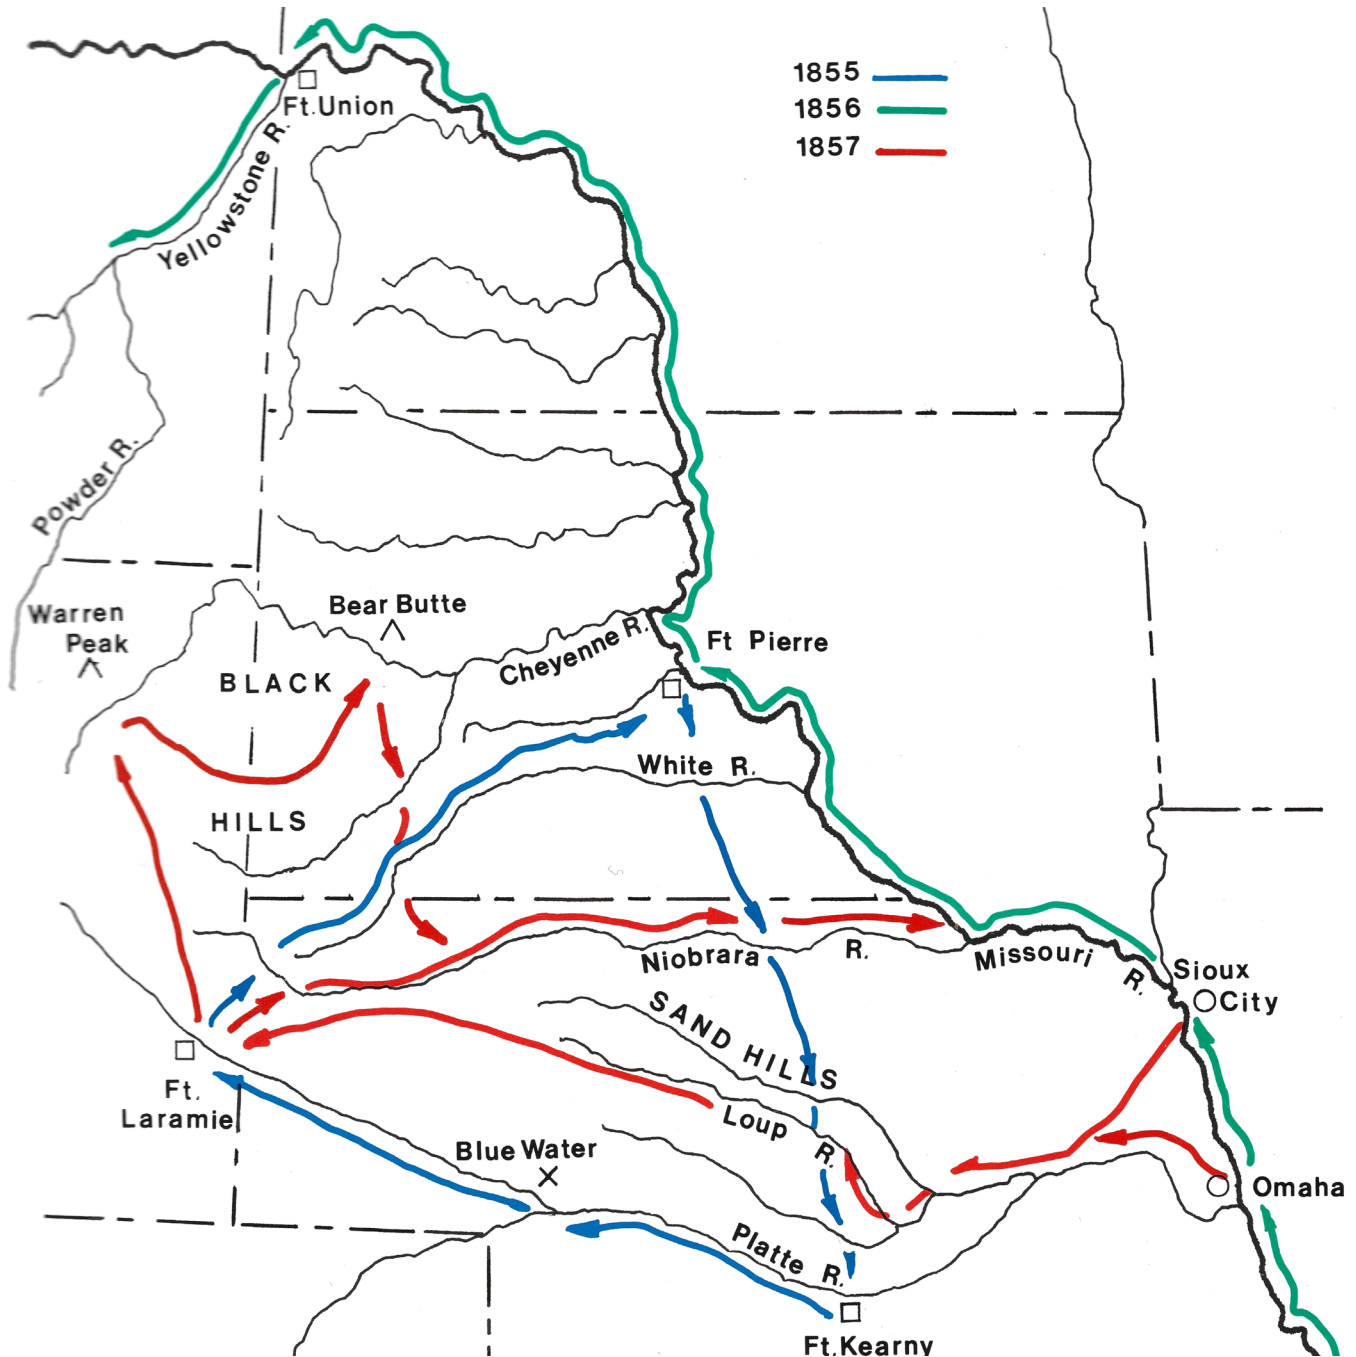 1855
1856
1857
Ft. Union
Yellowstone R.
Powder R.
Warren
Peak
Bear Butte
Cheyenne R.
Ft Pierre
BLACK
HILLS
White R.
Niobrara R.
Missouri R.
Sioux
City
SAND HILLS
Ft.
Laramie
Loup R.
Blue Water
Omaha
Platte R.
Ft. Kearny